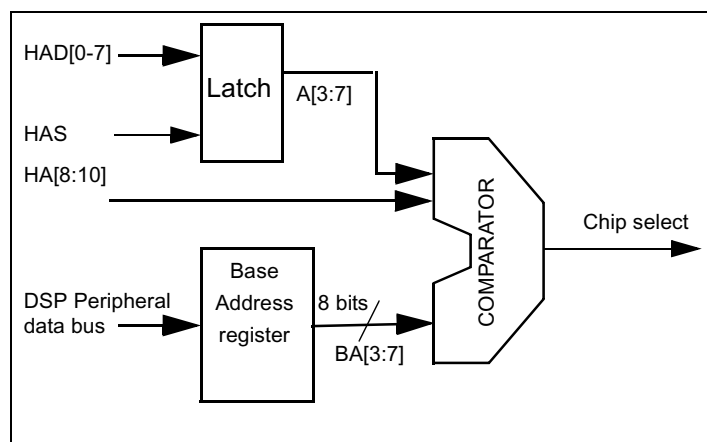 HAD[0-7]
Latch
A[3:7]
HAS
HA[8:10]
COMPARATOR
Chip select
DSP Peripheral
data bus
Base
Address
register
8 bits
BA[3:7]